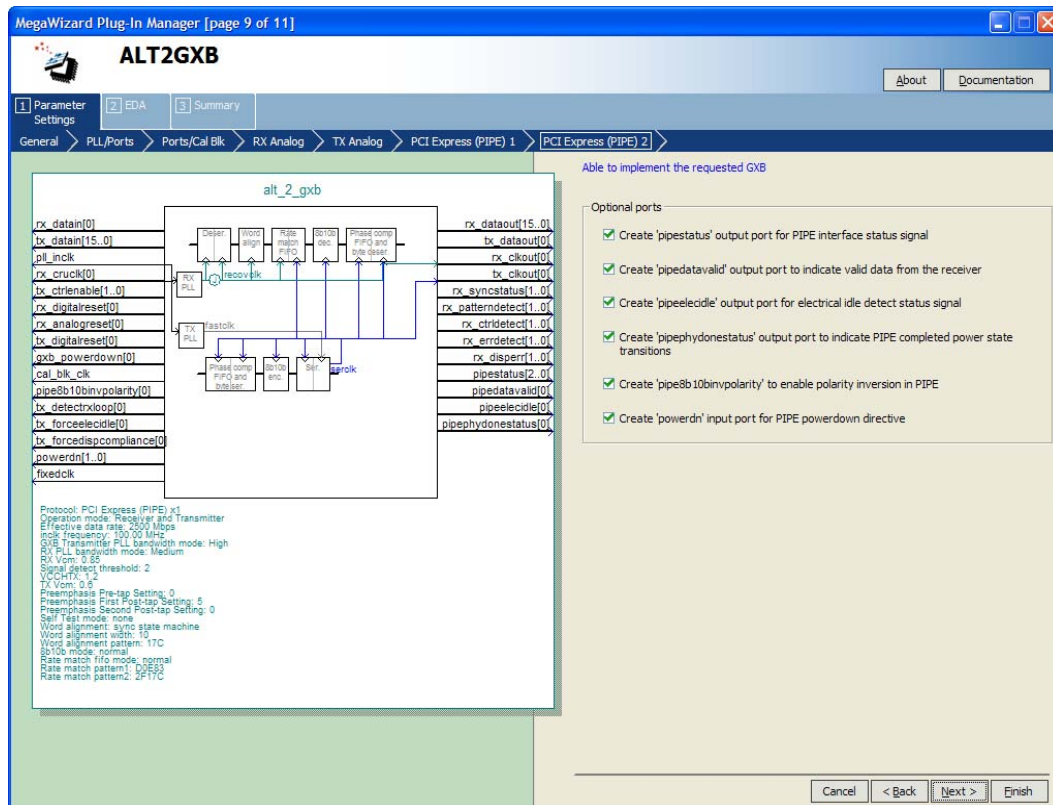 MegaWizard Plug-In Manager [page 9 of 11]
ALT2GXB
About
Documentation
1 Parameter Settings
2 EDA
3 Summary
General
PLL/Ports
Ports/Cal Blk
RX Analog
TX Analog
PCI Express (PIPE) 1
PCI Express (PIPE) 2
alt_2_gxb
rx_datain[0]
tx_datain[15..0]
pll_inclk
rx_cruclk[0]
tx_ctrlenable[1..0]
rx_digitalreset[0]
rx_analogreset[0]
tx_digitalreset[0]
gxb_powerdown[0]
cal_blk_clk
pipe8b10binvpolarity[0]
tx_detectrxloop[0]
tx_forceelecidle[0]
tx_forcedispcompliance[0]
powerdn[1..0]
fixedclk
Deser.
Word align
Rate match FIFO
8b10b dec.
Phase comp FIFO and byte deser.
RX PLL
recovclk
TX PLL
fastclk
Phase comp FIFO and byteser.
8b10b enc.
Ser.
serclk
rx_dataout[15..0]
tx_dataout[0]
rx_clkout[0]
tx_clkout[0]
rx_syncstatus[1..0]
rx_patterndetect[1..0]
rx_ctrldetect[1..0]
rx_errdetect[1..0]
rx_disperr[1..0]
pipestatus[2..0]
pipedatavalid[0]
pipeelecidle[0]
pipephydonestatus[0]
Protocol: PCI Express (PIPE) x1
Operation mode: Receiver and Transmitter
Effective data rate: 2500 Mbps
inclk frequency: 100.00 MHz
GXB Transmitter PLL bandwidth mode: High
RX PLL bandwidth mode: Medium
RX Vcm: 0.85
Signal detect threshold: 2
VCCHTX: 1.2
TX Vcm: 0.6
Preemphasis Pre-tap Setting: 0
Preemphasis First Post-tap Setting: 5
Preemphasis Second Post-tap Setting: 0
Self Test mode: none
Word alignment: sync state machine
Word alignment width: 10
Word alignment pattern: 17C
8b10b mode: normal
Rate match fifo mode: normal
Rate match pattern1: D0E83
Rate match pattern2: 2F17C
Able to implement the requested GXB
Optional ports
Create 'pipestatus' output port for PIPE interface status signal
Create 'pipedatavalid' output port to indicate valid data from the receiver
Create 'pipeelecidle' output port for electrical idle detect status signal
Create 'pipephydonestatus' output port to indicate PIPE completed power state
transitions
Create 'pipe8b10binvpolarity' to enable polarity inversion in PIPE
Create 'powerdn' input port for PIPE powerdown directive
Cancel
< Back
Next >
Finish